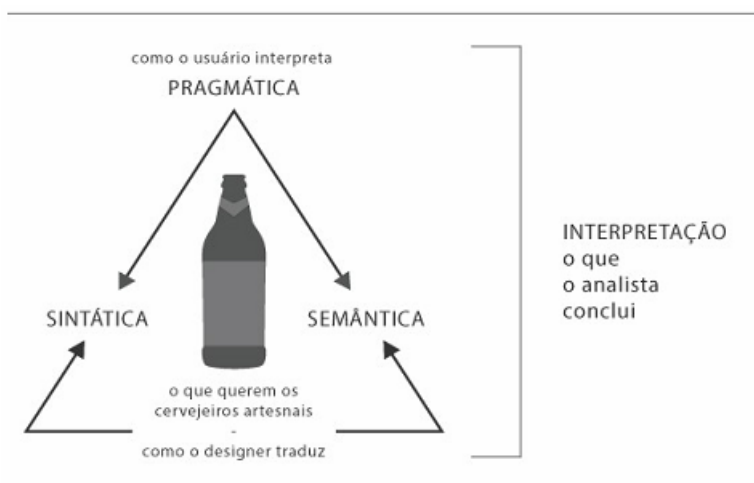 como o usuário interpreta
PRAGMÁTICA
SINTÁTICA
SEMÂNTICA
o que querem os
cervejeiros artesnais
-
como o designer traduz
INTERPRETAÇÃO
o que
o analista
conclui